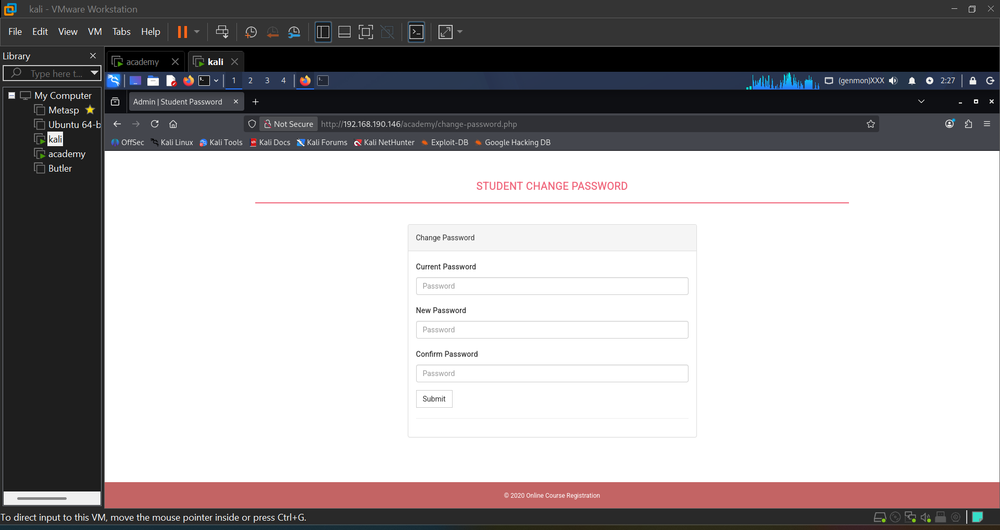 kali - VMware Workstation
File Edit View VM Tabs Help
Library
Type here t...
My Computer
Metasp
Ubuntu 64-b
kali
academy
Butler
academy kali
1 2 3 4 (genmon)XXX 2:27
Admin | Student Password
Not Secure http://192.168.190.146/academy/change-password.php
OffSec Kali Linux Kali Tools Kali Docs Kali Forums Kali NetHunter Exploit-DB Google Hacking DB
STUDENT CHANGE PASSWORD
Change Password
Current Password
Password
New Password
Password
Confirm Password
Password
Submit
© 2020 Online Course Registration
To direct input to this VM, move the mouse pointer inside or press Ctrl+G.